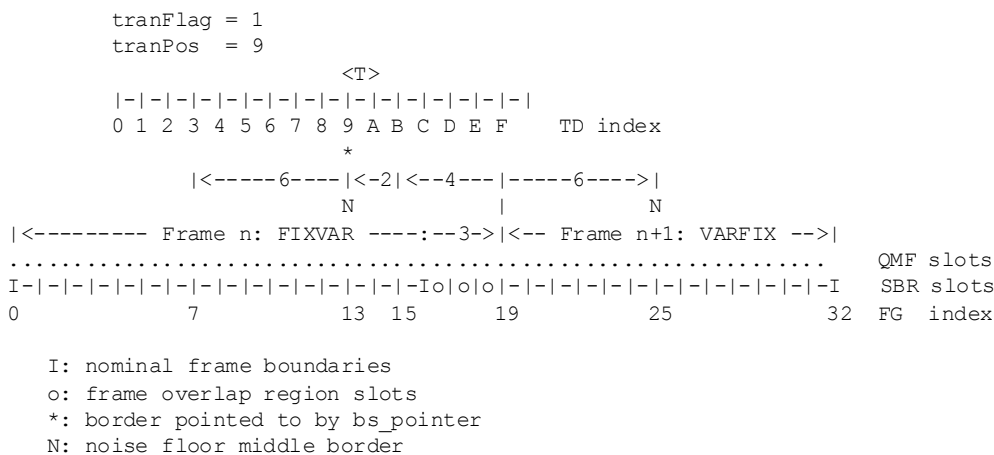 tranFlag = 1
tranPos  = 9
<T>
|-|-|-|-|-|-|-|-|-|-|-|-|-|-|-|-|
0 1 2 3 4 5 6 7 8 9 A B C D E F    TD index
*
|<-----6----|<-2|<--4---|-----6---->|
N           |           N
|<--------- Frame n: FIXVAR ----:--3->|<-- Frame n+1: VARFIX -->|
................................................................   QMF slots
I-|-|-|-|-|-|-|-|-|-|-|-|-|-|-|-Io|o|o|-|-|-|-|-|-|-|-|-|-|-|-|-I   SBR slots
0             7           13  15      19          25            32  FG  index
I: nominal frame boundaries
o: frame overlap region slots
*: border pointed to by bs_pointer
N: noise floor middle border